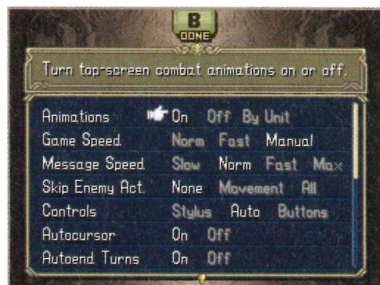 B
DONE
Turn top-screen combat animations on or off.
Animations On Off By Unit
Game Speed Norm Fast Manual
Message Speed Slow Norm Fast Max
Skip Enemy Act. None Movement All
Controls Stylus Auto Buttons
Autocursor On Off
Autoend Turns On Off